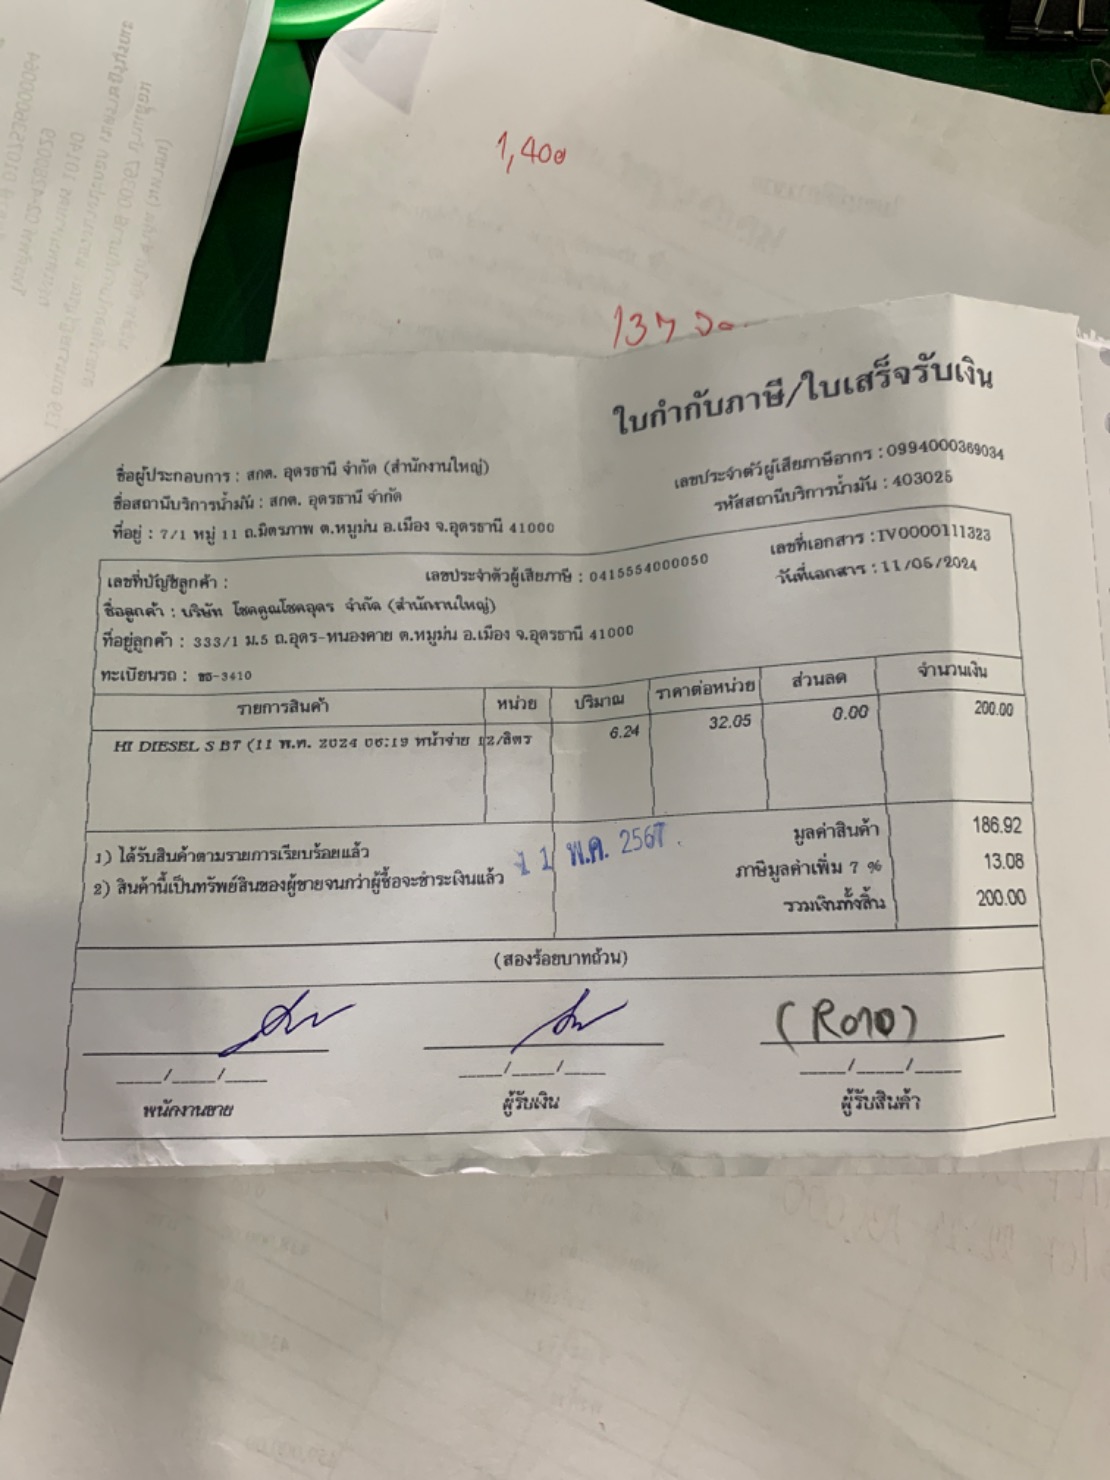 1,400
ใบกำกับภาษี/ใบเสร็จรับเงิน
ชื่อผู้ประกอบการ : สกต. อุดรธานี จำกัด (สำนักงานใหญ่)
เลขประจำตัวผู้เสียภาษีอากร : 0994000369034
ชื่อสถานีบริการน้ำมัน : สกต. อุดรธานี จำกัด
รหัสสถานีบริการน้ำมัน : 403025
ที่อยู่ : 7/1 หมู่ 11 ถ.มิตรภาพ ต.หมูม่น อ.เมือง จ.อุดรธานี 41000
เลขที่บัญชีลูกค้า : เลขประจำตัวผู้เสียภาษี : 0415554000050 เลขที่เอกสาร : IV0000111323
ชื่อลูกค้า : บริษัท โชคคูณโชคอุดร จำกัด (สำนักงานใหญ่) วันที่เอกสาร : 11/05/2024
ที่อยู่ลูกค้า : 333/1 ม.5 ถ.อุดร-หนองคาย ต.หมูม่น อ.เมือง จ.อุดรธานี 41000
ทะเบียนรถ : -3410
รายการสินค้า หน่วย ปริมาณ ราคาต่อหน่วย ส่วนลด จำนวนเงิน
HI DIESEL S B7 (11 พ.ค. 2024 06:19 หน้าจ่าย 12/ลิตร 6.24 32.05 0.00 200.00
1) ได้รับสินค้าตามรายการเรียบร้อยแล้ว มูลค่าสินค้า 186.92
11 พ.ค. 2567
2) สินค้านี้เป็นทรัพย์สินของผู้ขายจนกว่าผู้ซื้อจะชำระเงินแล้ว ภาษีมูลค่าเพิ่ม 7 % 13.08
รวมเงินทั้งสิ้น 200.00
(สองร้อยบาทถ้วน)
____/____/____ ____/____/____ ____/____/____
พนักงานขาย ผู้รับเงิน ผู้รับสินค้า